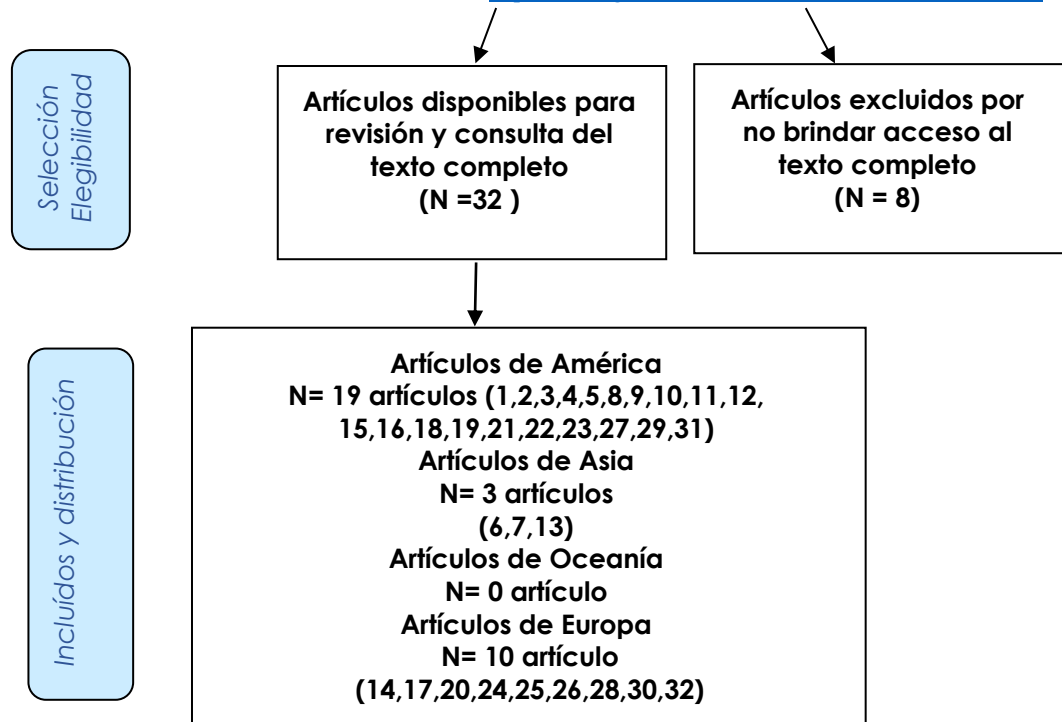 Selección
Elegibilidad
Artículos disponibles para
revisión y consulta del
texto completo
(N =32 )
Artículos excluidos por
no brindar acceso al
texto completo
(N = 8)
Incluídos y distribución
Artículos de América
N= 19 artículos (1,2,3,4,5,8,9,10,11,12,
15,16,18,19,21,22,23,27,29,31)
Artículos de Asia
N= 3 artículos
(6,7,13)
Artículos de Oceanía
N= 0 artículo
Artículos de Europa
N= 10 artículo
(14,17,20,24,25,26,28,30,32)